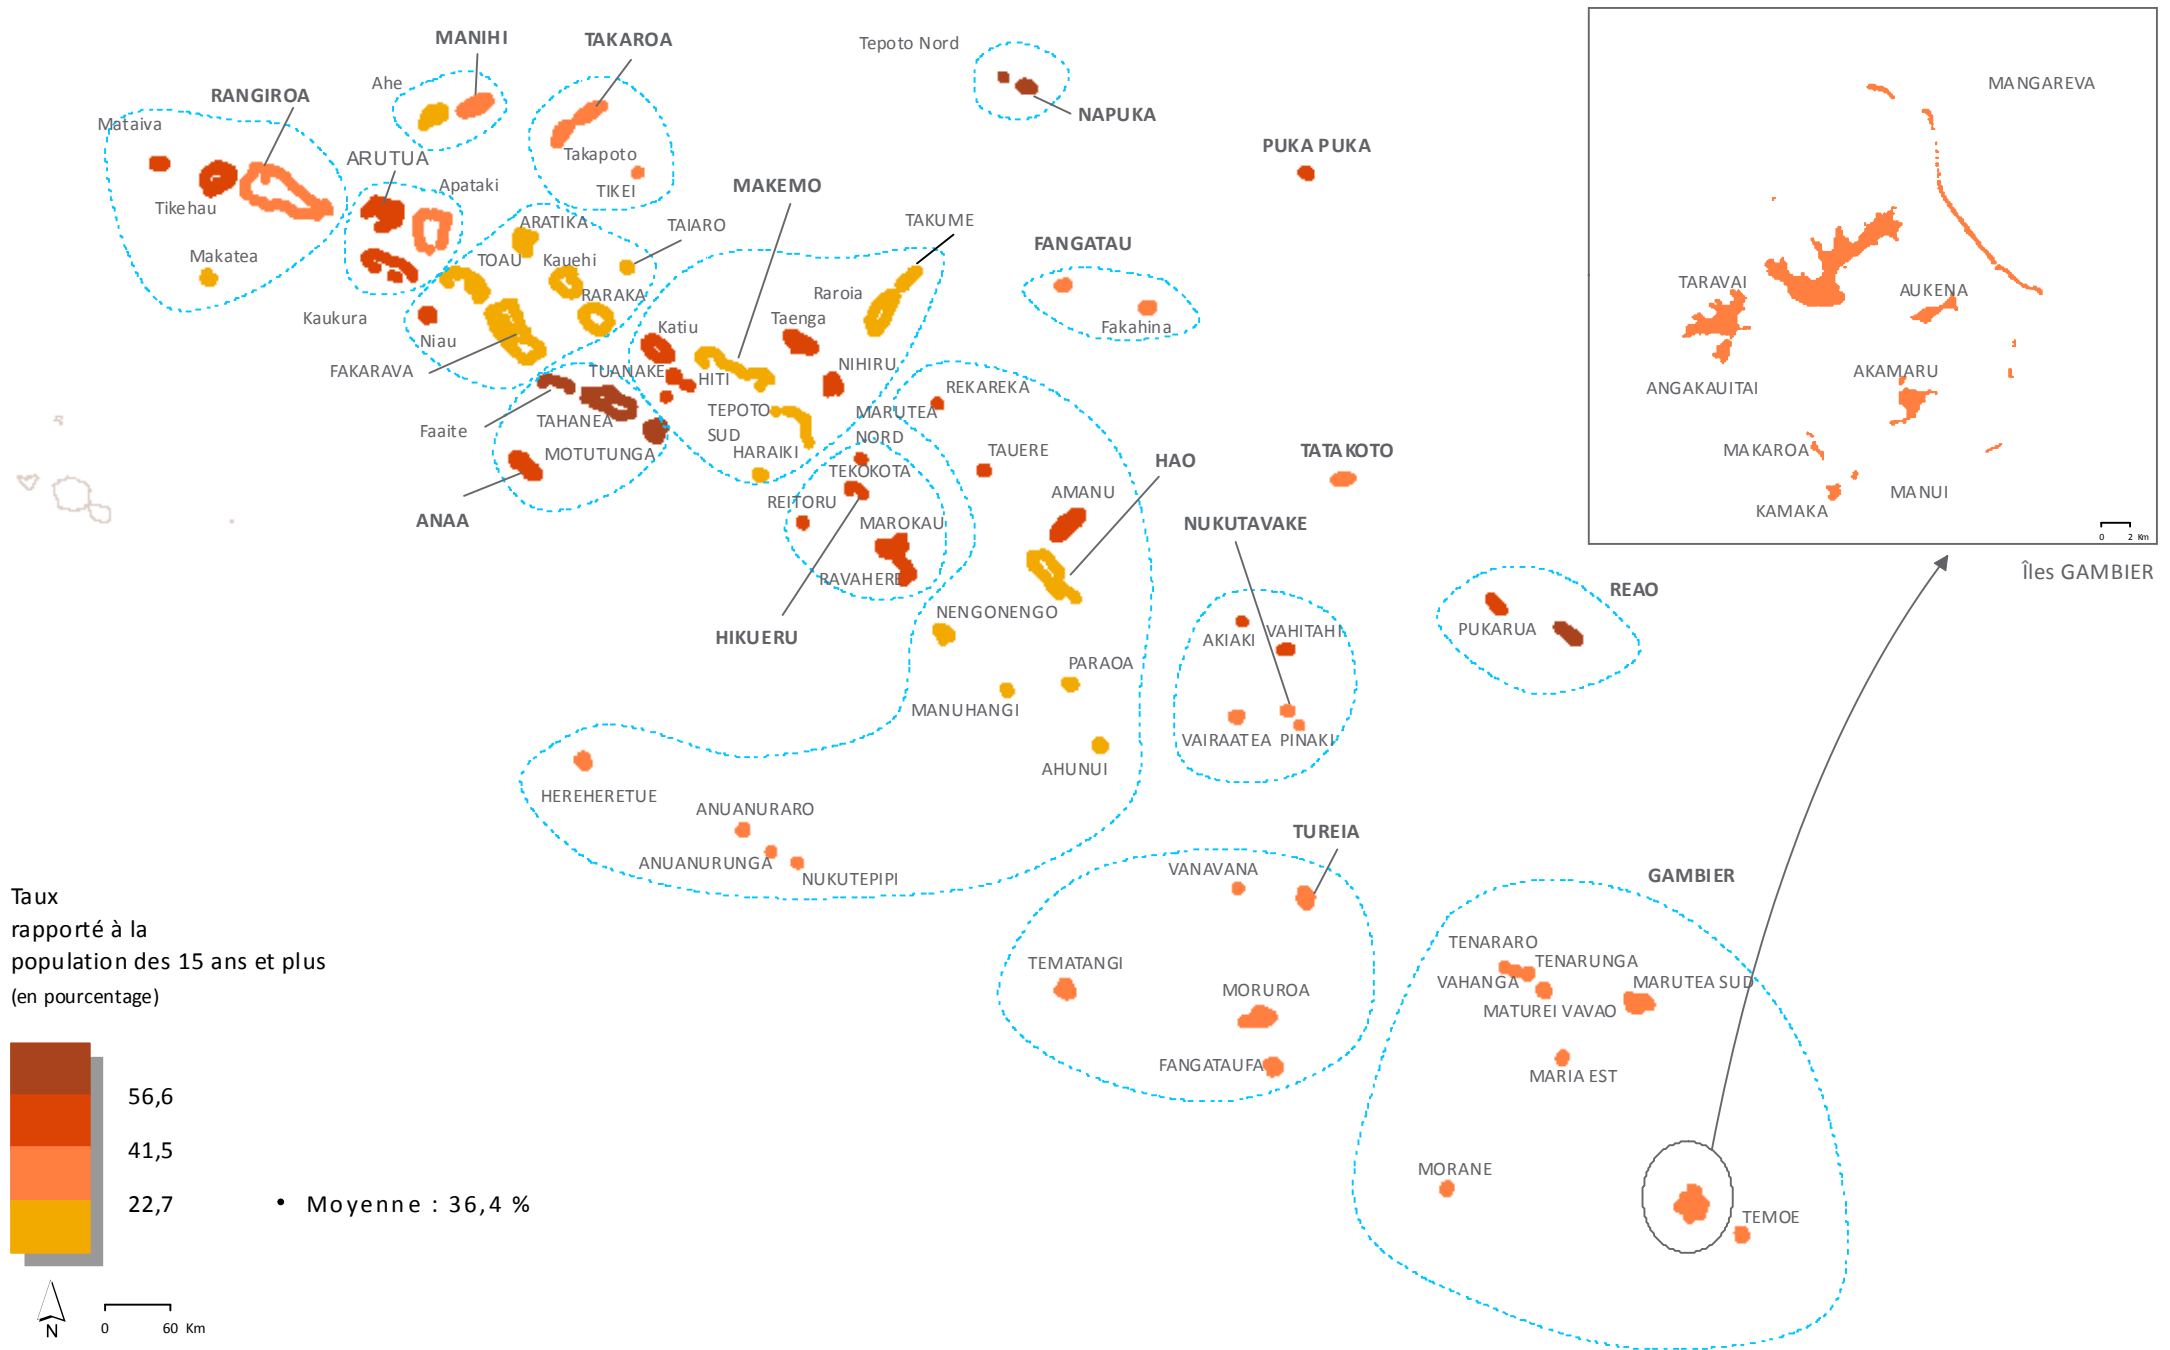 MANIHI
TAKAROA
Tepoto Nord
Ahe
RANGIROA
MANGAREVA
Mataiva
NAPUKA
ARUTUA
PUKA PUKA
Takapoto
Apataki
MAKEMO
TIKEI
Tikehau
ARATIKA
TAIARO
TAKUME
FANGATAU
Makatea
TOAU
Kauehi
TARAVAI
AUKENA
RARAKA
Raroia
Kaukura
Taenga
Katiu
Fakahina
Niau
NIHIRU
FAKARAVA
TUANAKE
HITI
AKAMARU
REKAREKA
ANGAKAUITAI
TEPOTO
SUD
MARUTEA
NORD
TAHANEA
Faaite
HARAIKI
MOTUTUNGA
TAUERE
TATAKOTO
MAKAROA
HAO
TEKOKOTA
AMANU
MANUI
REITORU
KAMAKA
ANAA
MAROKAU
NUKUTAVAKE
0 2 Km
Îles GAMBIER
RAVAHERE
REAO
NENGONENGO
PUKARUA
HIKUERU
AKIAKI
VAHITAHI
PARAOA
MANUHANGI
VAIRAATEA
PINAKI
AHUNUI
HEREHERETUE
ANUANURARO
TUREIA
ANUANURUNGA
VANAVANA
NUKUTEPIPI
GAMBIER
Taux
rapporté à la
population des 15 ans et plus
(en pourcentage)
TENARARO
TEMATANGI
TENARUNGA
VAHANGA
MARUTEA SUD
MORUROA
MATUREI VAVAO
FANGATAUFA
MARIA EST
56,6
41,5
22,7
• Moyenne : 36,4 %
MORANE
TEMOE
N
0 60 Km